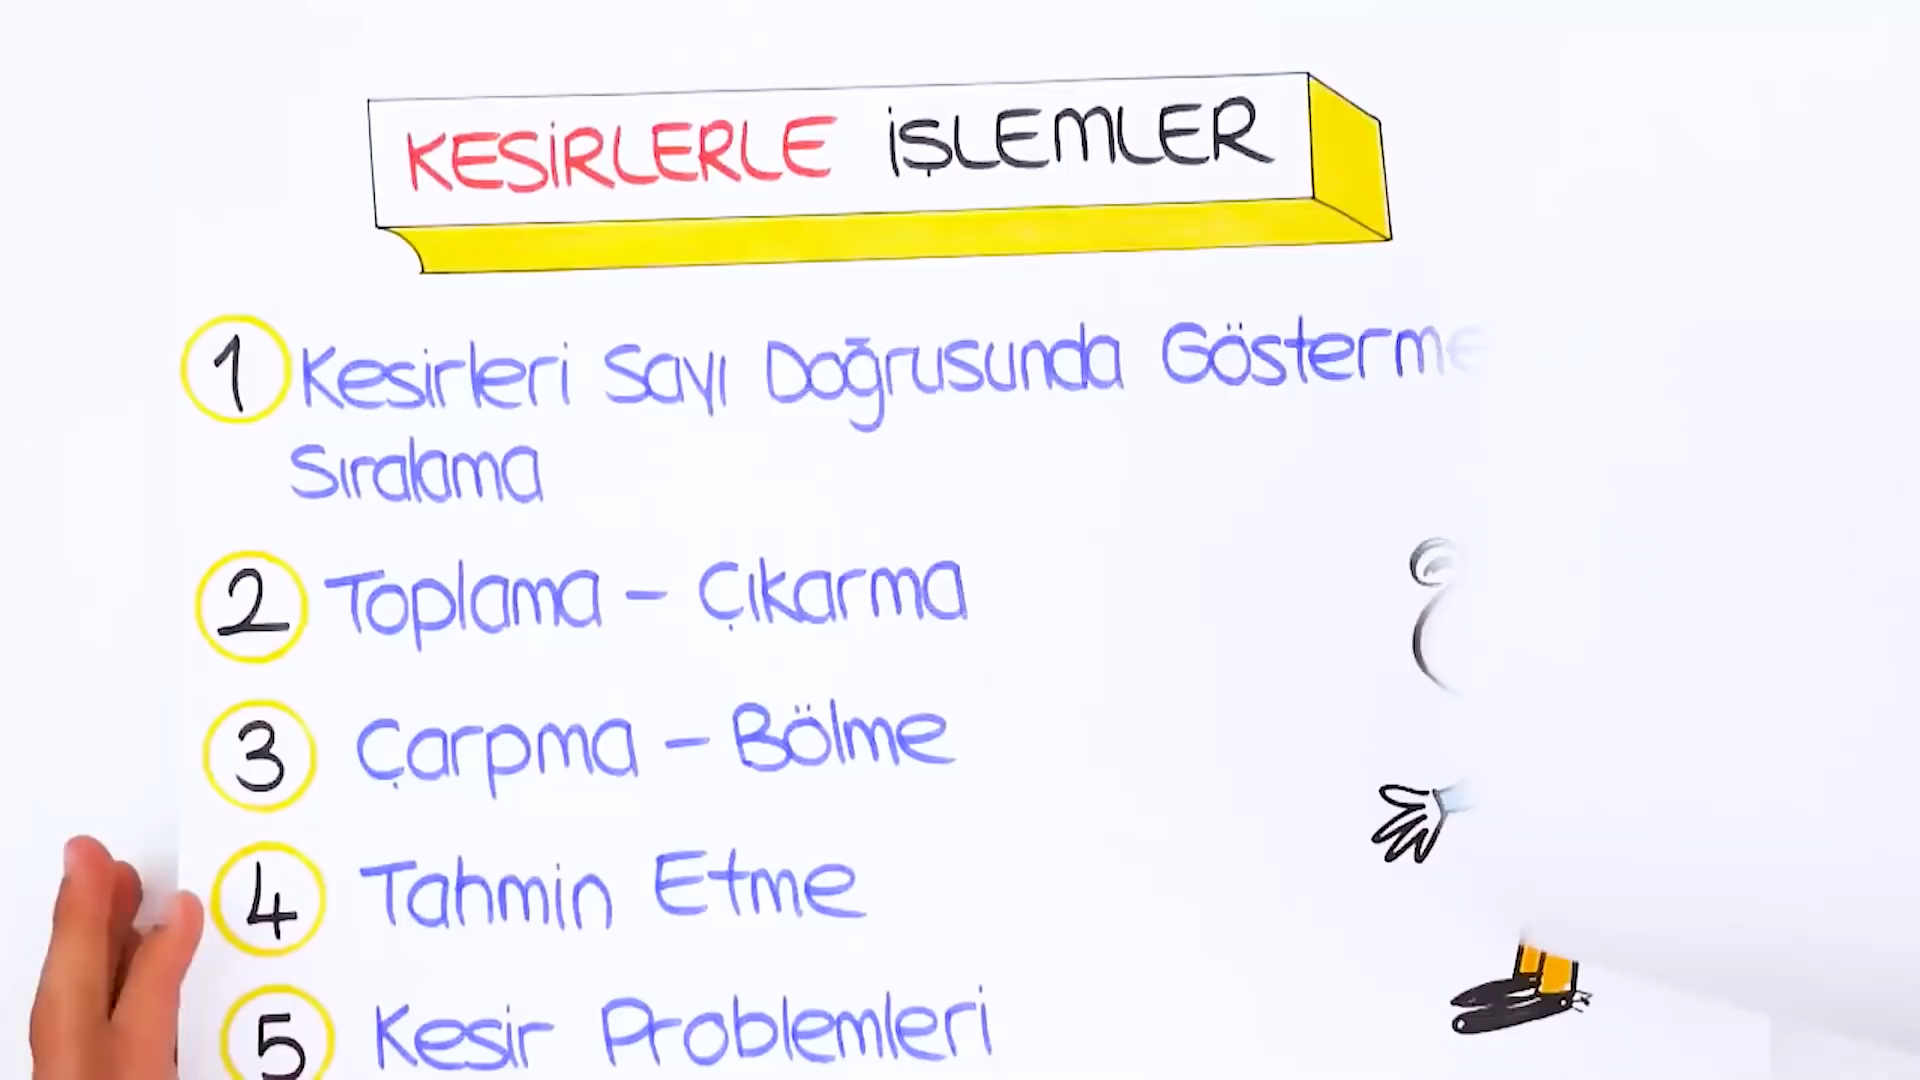 KESİRLERLE İŞLEMLER
1 Kesirleri Sayı Doğrusunda Gösterme
Sıralama
2 Toplama - Çıkarma
3 Çarpma - Bölme
4 Tahmin Etme
5 Kesir Problemleri